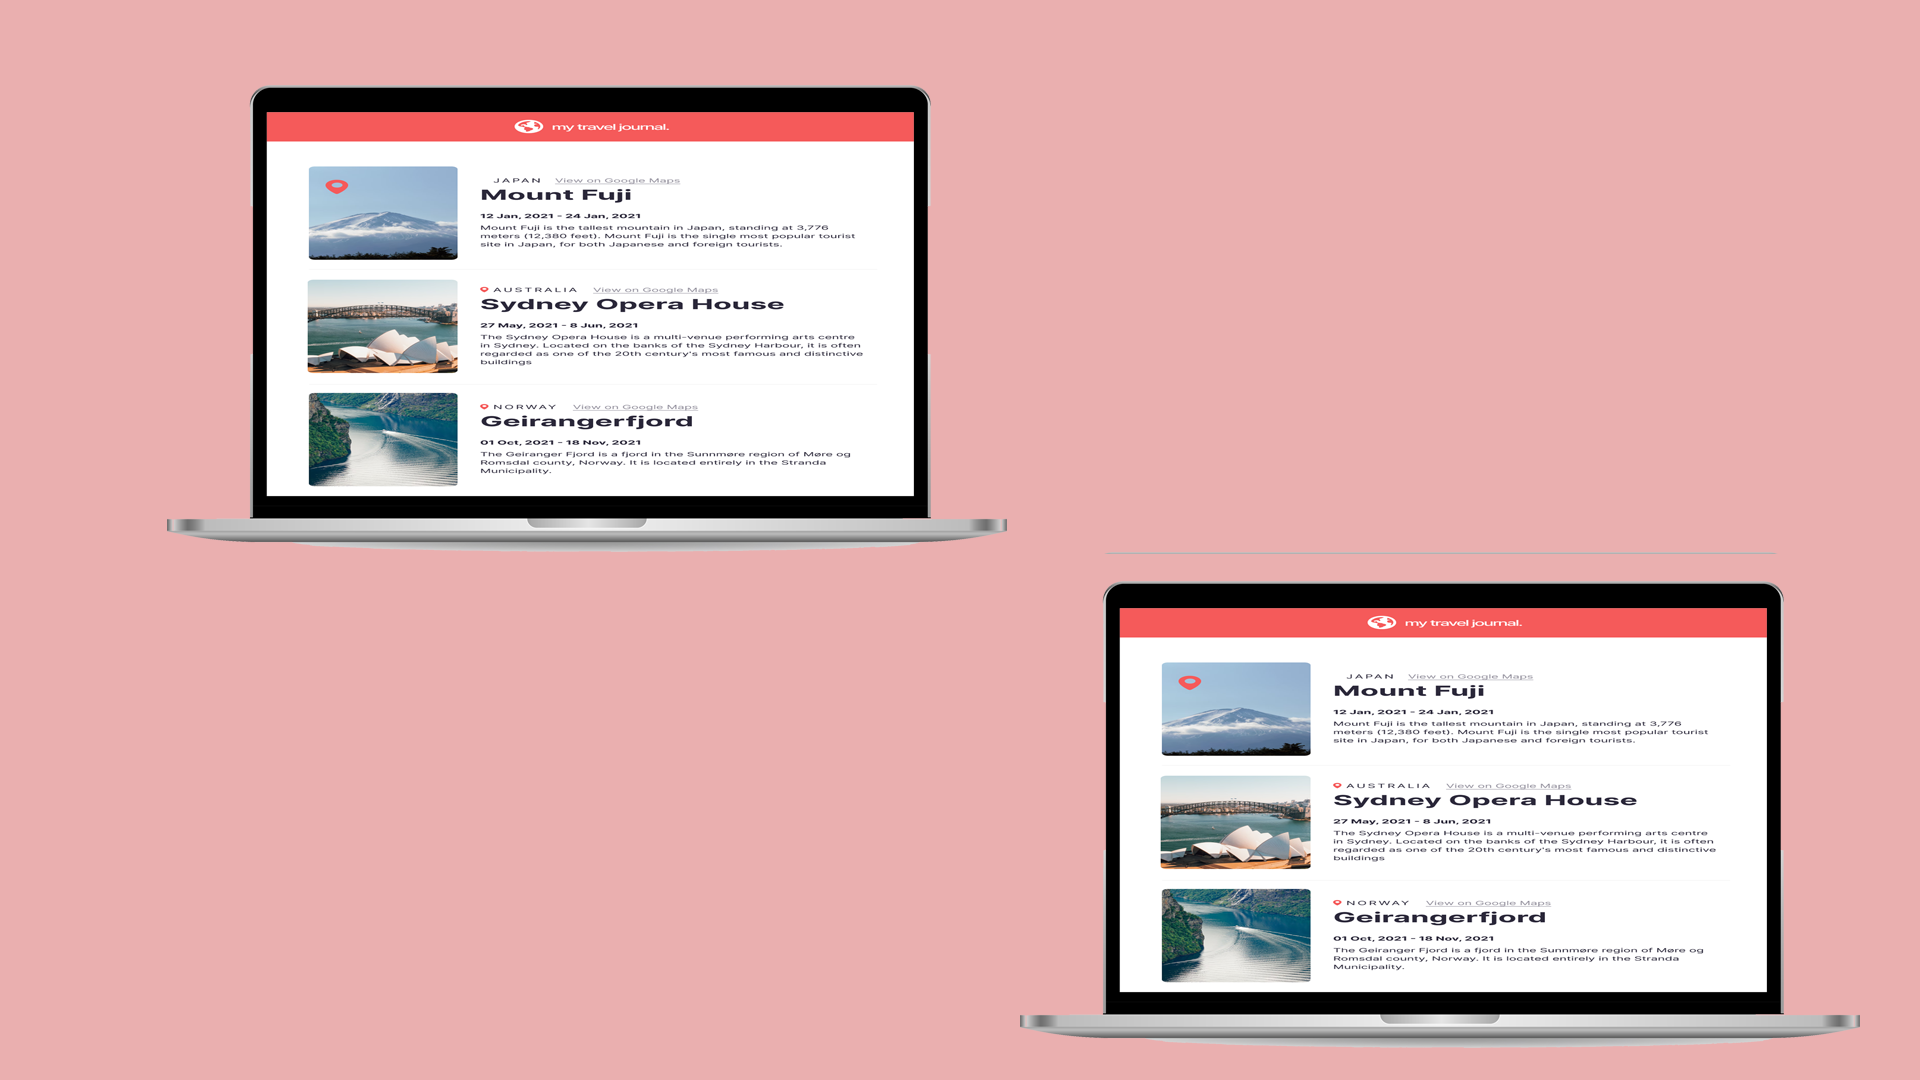 my travel journal.
JAPAN View on Google Maps
Mount Fuji
12 Jan, 2021 - 24 Jan, 2021
Mount Fuji is the tallest mountain in Japan, standing at 3,776
meters (12,380 feet). Mount Fuji is the single most popular tourist
site in Japan, for both Japanese and foreign tourists.
AUSTRALIA View on Google Maps
Sydney Opera House
27 May, 2021 - 8 Jun, 2021
The Sydney Opera House is a multi-venue performing arts centre
in Sydney. Located on the banks of the Sydney Harbour, it is often
regarded as one of the 20th century's most famous and distinctive
buildings
NORWAY View on Google Maps
Geirangerfjord
01 Oct, 2021 - 18 Nov, 2021
The Geiranger Fjord is a fjord in the Sunnmøre region of Møre og
Romsdal county, Norway. It is located entirely in the Stranda
Municipality.
my travel journal.
JAPAN View on Google Maps
Mount Fuji
12 Jan, 2021 - 24 Jan, 2021
Mount Fuji is the tallest mountain in Japan, standing at 3,776
meters (12,380 feet). Mount Fuji is the single most popular tourist
site in Japan, for both Japanese and foreign tourists.
AUSTRALIA View on Google Maps
Sydney Opera House
27 May, 2021 - 8 Jun, 2021
The Sydney Opera House is a multi-venue performing arts centre
in Sydney. Located on the banks of the Sydney Harbour, it is often
regarded as one of the 20th century's most famous and distinctive
buildings
NORWAY View on Google Maps
Geirangerfjord
01 Oct, 2021 - 18 Nov, 2021
The Geiranger Fjord is a fjord in the Sunnmøre region of Møre og
Romsdal county, Norway. It is located entirely in the Stranda
Municipality.